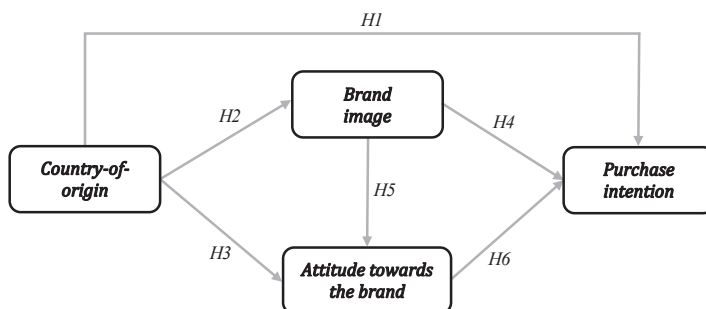 H1
Brand
image
H2
H4
Country-of-
origin
Purchase
intention
H5
H3
H6
Attitude towards
the brand